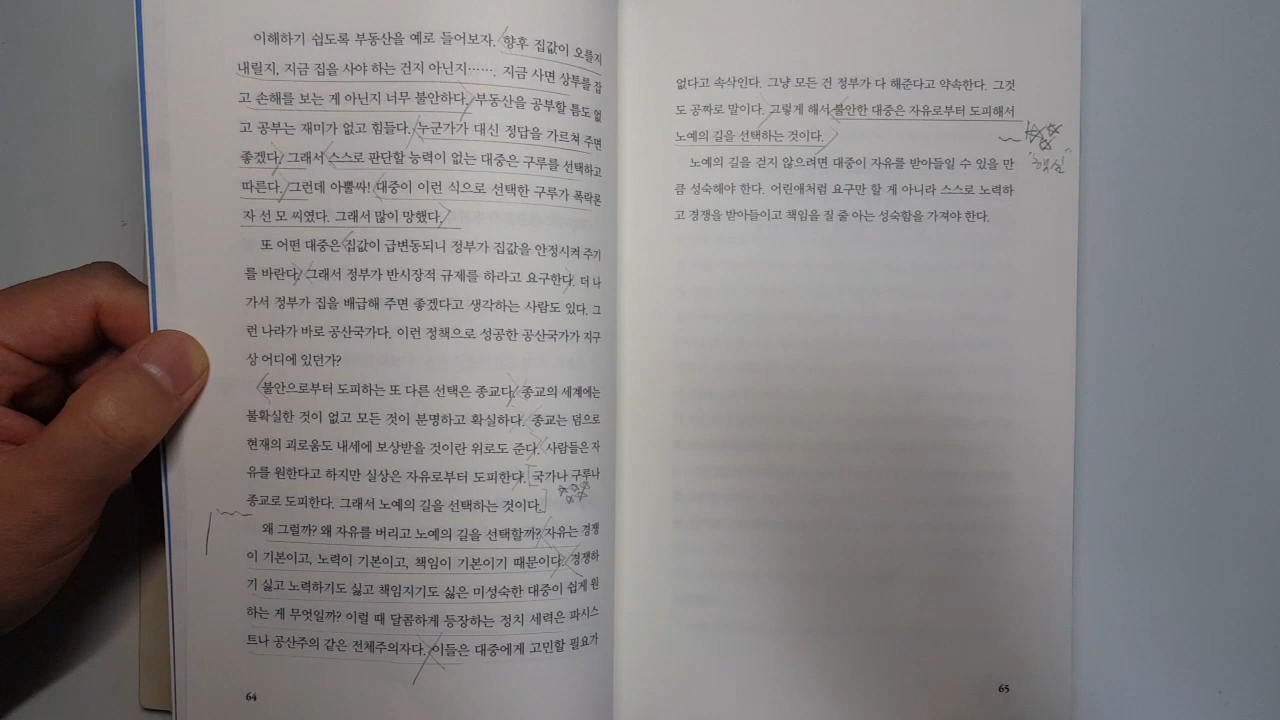 이해하기 쉽도록 부동산을 예로 들어보자. 향후 집값이 오를지
내릴지, 지금 집을 사야 하는 건지 아닌지……. 지금 사면 상투를 잡
고 손해를 보는 게 아닌지 너무 불안하다. 부동산을 공부할 틈도 없
고 공부는 재미가 없고 힘들다. 누군가가 대신 정답을 가르쳐 주면
좋겠다. 그래서 스스로 판단할 능력이 없는 대중은 구루를 선택하고
따른다. 그런데 아뿔싸! 대중이 이런 식으로 선택한 구루가 폭락론
자 선 모 씨였다. 그래서 많이 망했다.
또 어떤 대중은 집값이 급변동되니 정부가 집값을 안정시켜 주기
를 바란다. 그래서 정부가 반시장적 규제를 하라고 요구한다. 더 나
가서 정부가 집을 배급해 주면 좋겠다고 생각하는 사람도 있다. 그
런 나라가 바로 공산국가다. 이런 정책으로 성공한 공산국가가 지구
상 어디에 있던가?
불안으로부터 도피하는 또 다른 선택은 종교다. 종교의 세계에는
불확실한 것이 없고 모든 것이 분명하고 확실하다. 종교는 덤으로
현재의 괴로움도 내세에 보상받을 것이란 위로도 준다. 사람들은 자
유를 원한다고 하지만 실상은 자유로부터 도피한다. 국가나 구루나
종교로 도피한다. 그래서 노예의 길을 선택하는 것이다.
왜 그럴까? 왜 자유를 버리고 노예의 길을 선택할까? 자유는 경쟁
이 기본이고, 노력이 기본이고, 책임이 기본이기 때문이다. 경쟁하
기 싫고 노력하기도 싫고 책임지기도 싫은 미성숙한 대중이 쉽게 원
하는 게 무엇일까? 이럴 때 달콤하게 등장하는 정치 세력은 파시스
트나 공산주의 같은 전체주의자다. 이들은 대중에게 고민할 필요가
64
없다고 속삭인다. 그냥 모든 건 정부가 다 해준다고 약속한다. 그것
도 공짜로 말이다. 그렇게 해서 불안한 대중은 자유로부터 도피해서
노예의 길을 선택하는 것이다.
노예의 길을 걷지 않으려면 대중이 자유를 받아들일 수 있을 만
큼 성숙해야 한다. 어린애처럼 요구만 할 게 아니라 스스로 노력하
고 경쟁을 받아들이고 책임을 질 줄 아는 성숙함을 가져야 한다.
65